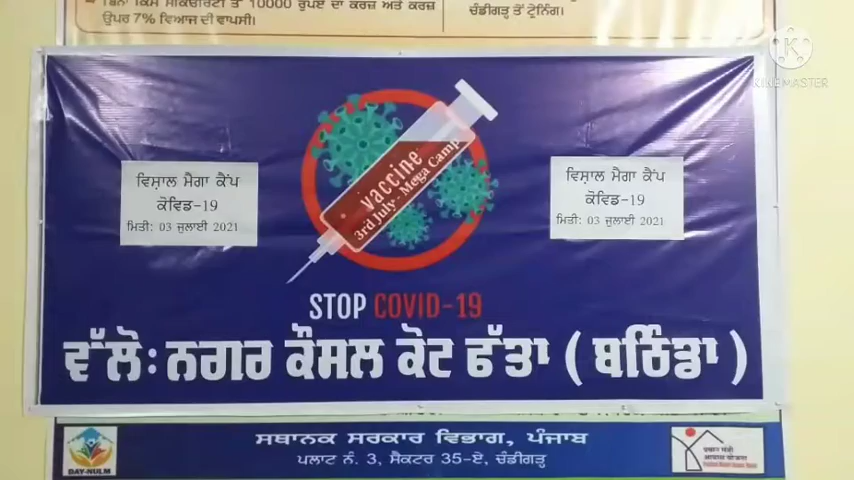 ਬਿਨਾਂ ਕਿਸੇ ਸਕਿਓਰਿਟੀ ਤੋਂ 10000 ਰੁਪਏ ਦਾ ਕਰਜ਼ ਅਤੇ ਕਰਜ਼
ਉਪਰ 7% ਵਿਆਜ ਦੀ ਵਾਪਸੀ।
ਚੰਡੀਗੜ੍ਹ ਤੋਂ ਟ੍ਰੇਨਿੰਗ।
KINEMASTER
ਵਿਸ਼ਾਲ ਮੈਗਾ ਕੈਂਪ
ਕੋਵਿਡ-19
ਮਿਤੀ: 03 ਜੁਲਾਈ 2021
vaccine
3rd July - Mega Camp
ਵਿਸ਼ਾਲ ਮੈਗਾ ਕੈਂਪ
ਕੋਵਿਡ-19
ਮਿਤੀ: 03 ਜੁਲਾਈ 2021
STOP COVID-19
ਵੱਲੋਂ: ਨਗਰ ਕੌਂਸਲ ਕੋਟ ਫੱਤਾ (ਬਠਿੰਡਾ)
DAY-NULM
ਸਥਾਨਕ ਸਰਕਾਰ ਵਿਭਾਗ, ਪੰਜਾਬ
ਪਲਾਟ ਨੰ. 3, ਸੈਕਟਰ 35-ਏ, ਚੰਡੀਗੜ੍ਹ